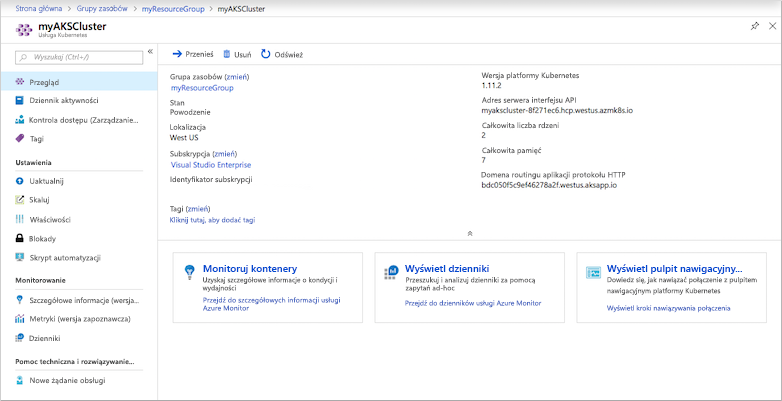 Strona główna > Grupy zasobów > myResourceGroup > myAKSCluster
myAKSCluster
Usługa Kubernetes
Wyszukaj (Ctrl+/)
Przegląd
Dziennik aktywności
Kontrola dostępu (Zarządzanie...
Tagi
Ustawienia
Uaktualnij
Skaluj
Właściwości
Blokady
Skrypt automatyzacji
Monitorowanie
Szczegółowe informacje (wersja...
Metryki (wersja zapoznawcza)
Dzienniki
Pomoc techniczna i rozwiązywanie...
Nowe żądanie obsługi
Przenieś Usuń Odśwież
Grupa zasobów (zmień)
myResourceGroup
Stan
Powodzenie
Lokalizacja
West US
Subskrypcja (zmień)
Visual Studio Enterprise
Identyfikator subskrypcji
Tagi (zmień)
Kliknij tutaj, aby dodać tagi
Wersja platformy Kubernetes
1.11.2
Adres serwera interfejsu API
myakscluster-8f271ec6.hcp.westus.azmk8s.io
Całkowita liczba rdzeni
2
Całkowita pamięć
7
Domena routingu aplikacji protokołu HTTP
bdc050f5c9ef46278a2f.westus.aksapp.io
Monitoruj kontenery
Uzyskaj szczegółowe informacje o kondycji i
wydajności
Przejdź do szczegółowych informacji usługi
Azure Monitor
Wyświetl dzienniki
Przeszukuj i analizuj dzienniki za pomocą
zapytań ad-hoc
Przejdź do dzienników usługi Azure Monitor
Wyświetl pulpit nawigacyjny...
Dowiedz się, jak nawiązać połączenie z pulpitem
nawigacyjnym platformy Kubernetes
Wyświetl kroki nawiązywania połączenia